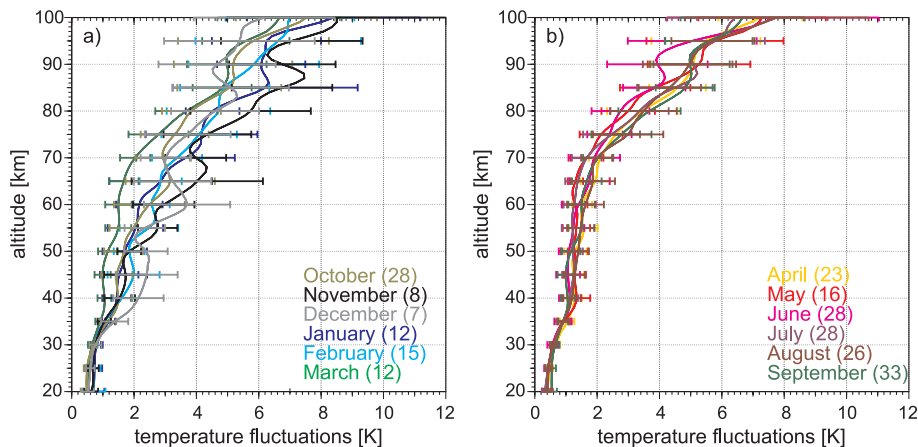 a)
100
90
80
70
60
50
40
30
20
altitude [km]
October (28)
November (8)
December (7)
January (12)
February (15)
March (12)
0 2 4 6 8 10 12
temperature fluctuations [K]
b)
100
90
80
70
60
50
40
30
20
altitude [km]
April (23)
May (16)
June (28)
July (28)
August (26)
September (33)
0 2 4 6 8 10 12
temperature fluctuations [K]